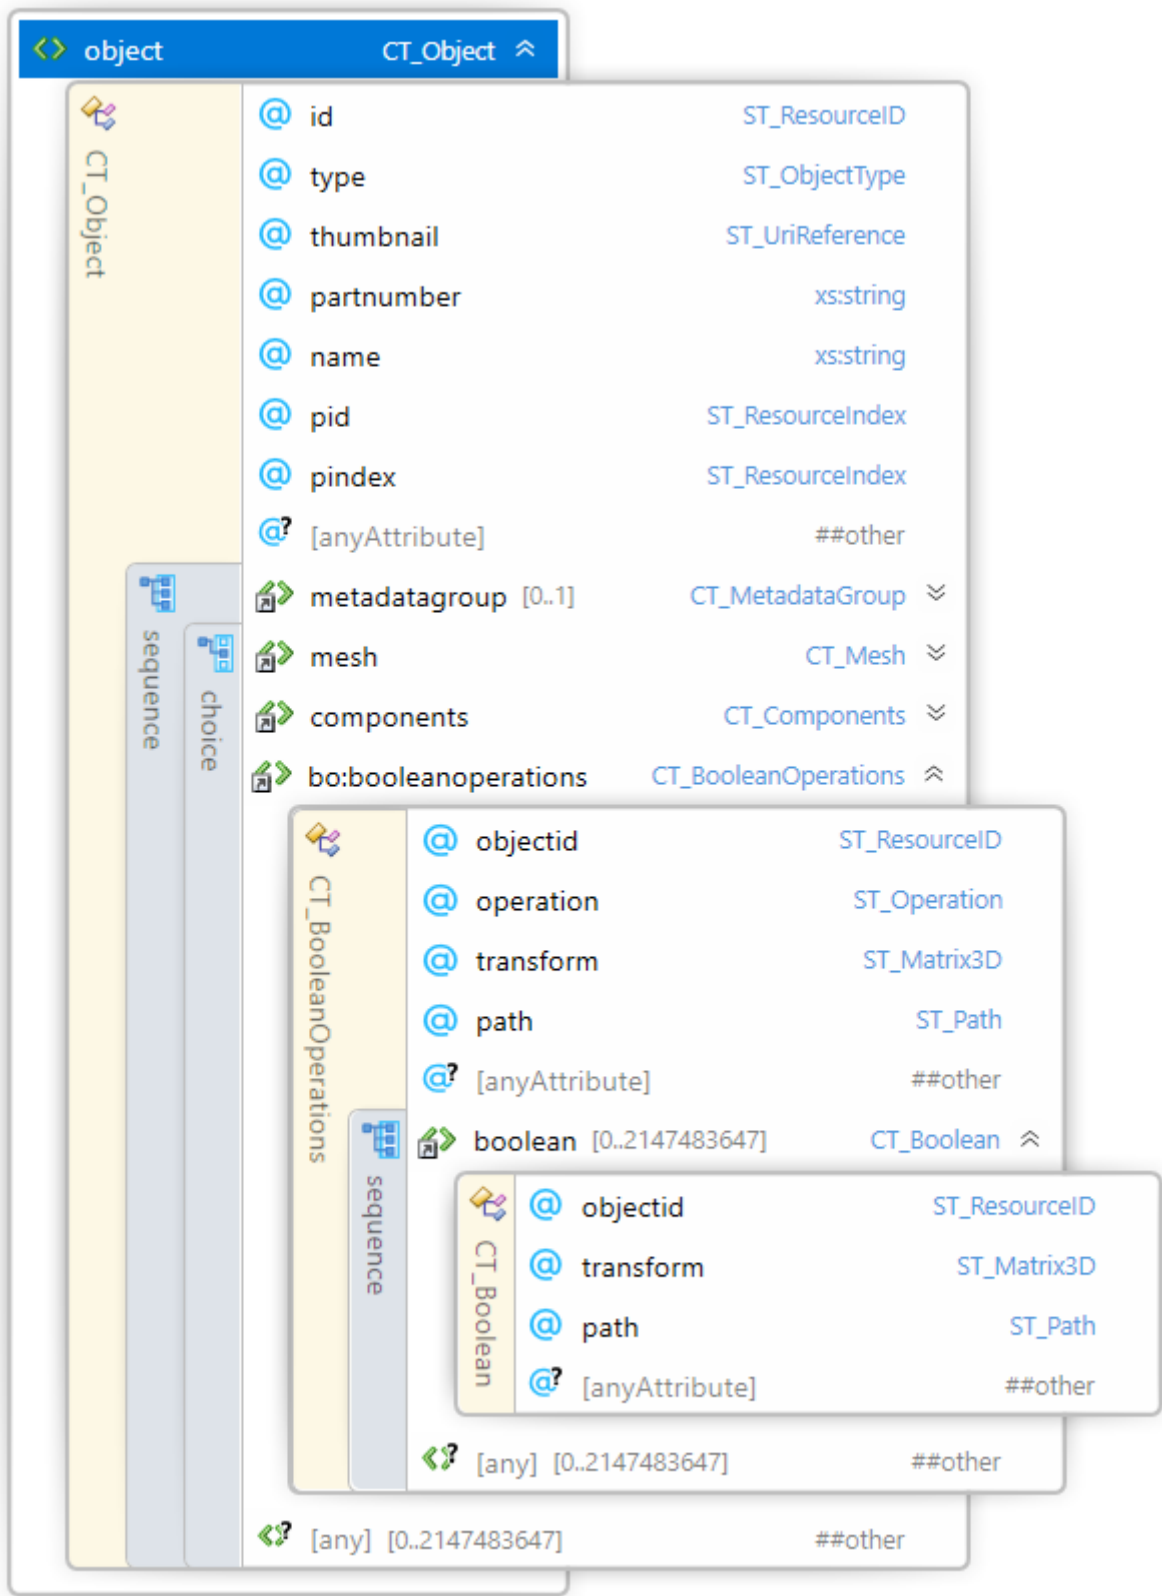 object CT_Object
CT_Object
@ id ST_ResourceID
@ type ST_ObjectType
@ thumbnail ST_UriReference
@ partnumber xs:string
@ name xs:string
@ pid ST_ResourceIndex
@ pindex ST_ResourceIndex
@? [anyAttribute] ##other
sequence
metadatagroup [0..1] CT_MetadataGroup
choice
mesh CT_Mesh
components CT_Components
bo:booleanoperations CT_BooleanOperations
CT_BooleanOperations
@ objectid ST_ResourceID
@ operation ST_Operation
@ transform ST_Matrix3D
@ path ST_Path
@? [anyAttribute] ##other
sequence
boolean [0..2147483647] CT_Boolean
CT_Boolean
@ objectid ST_ResourceID
@ transform ST_Matrix3D
@ path ST_Path
@? [anyAttribute] ##other
? [any] [0..2147483647] ##other
? [any] [0..2147483647] ##other